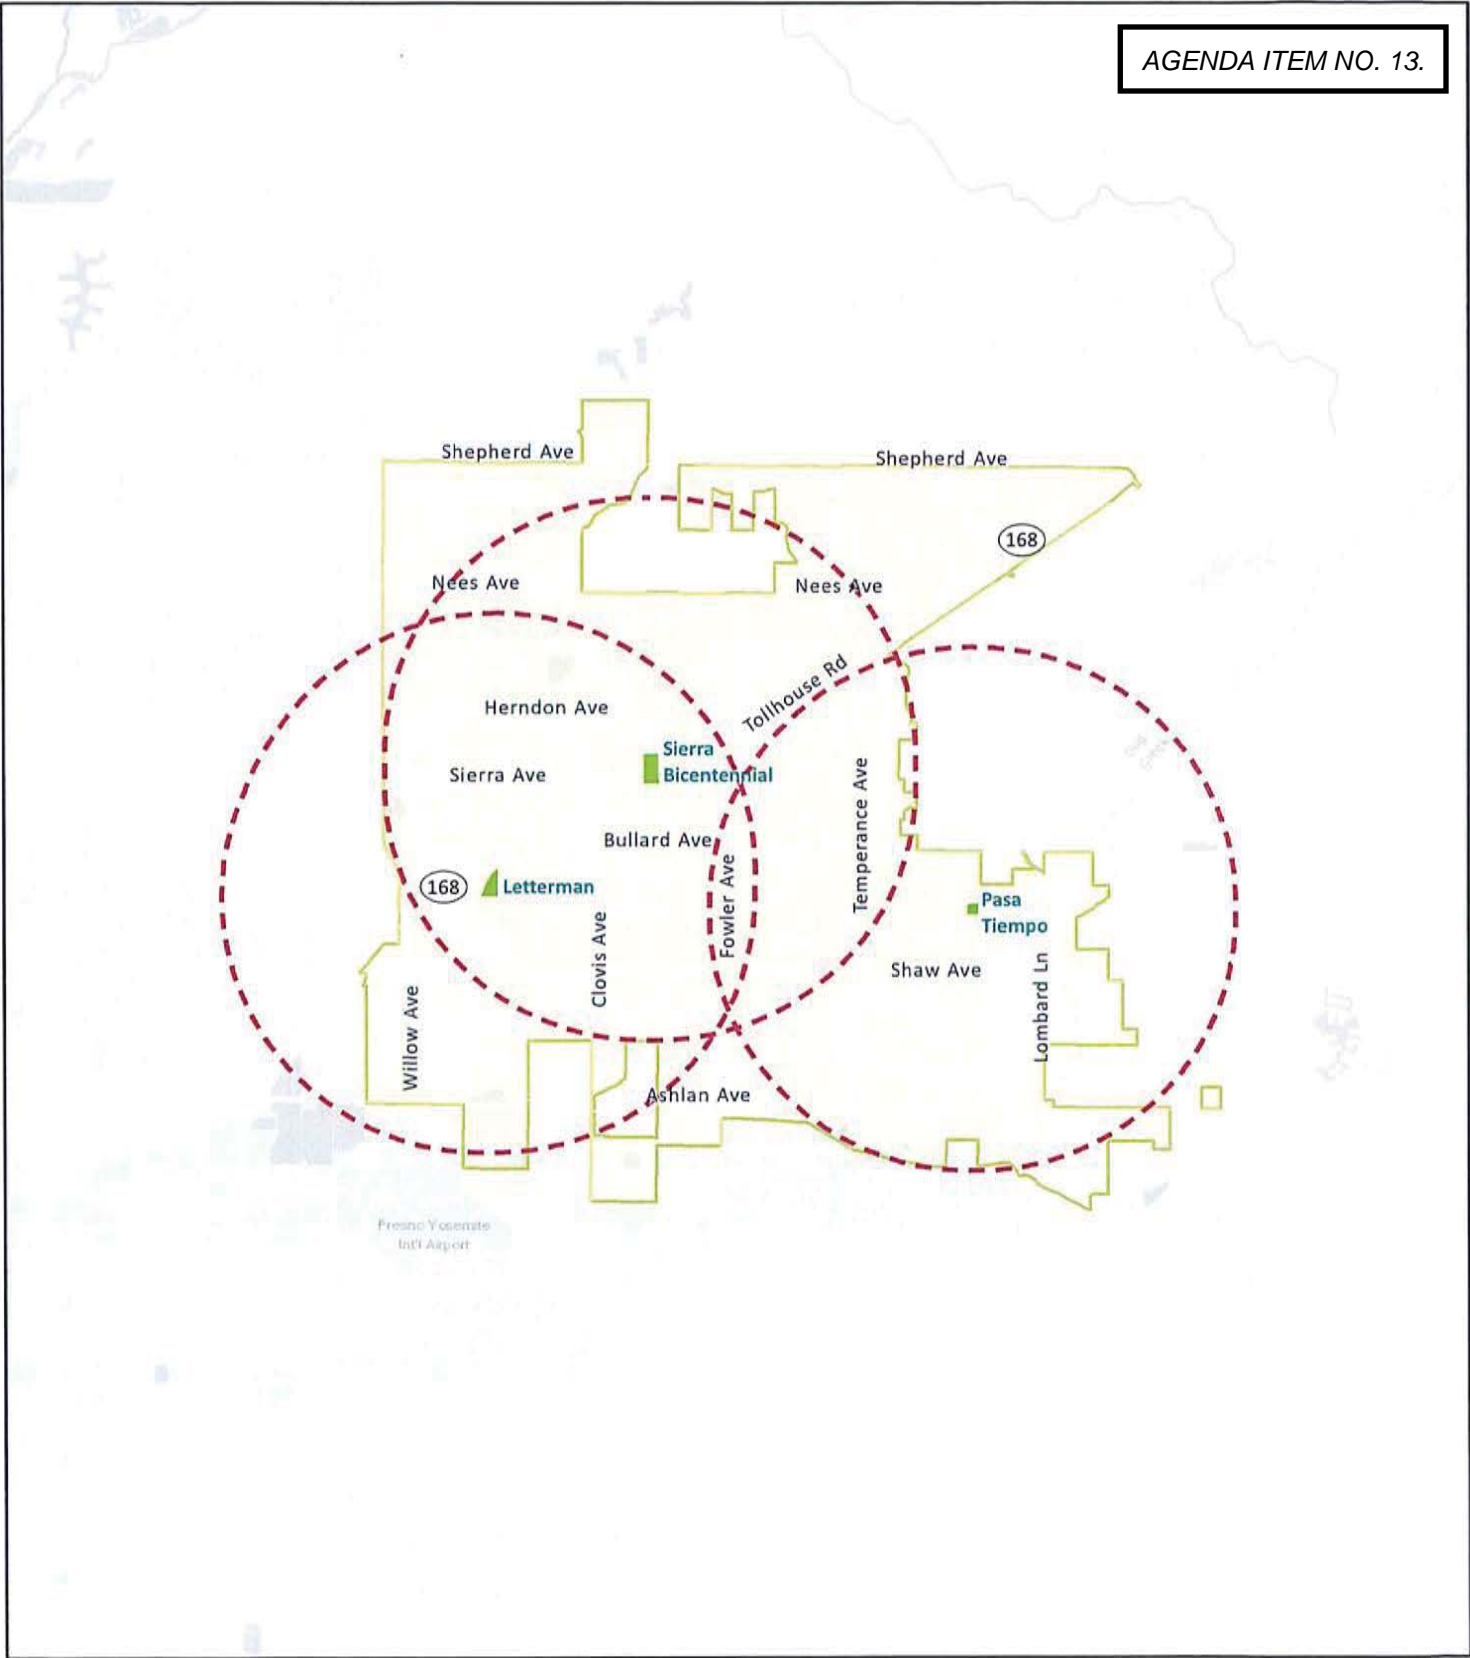 AGENDA ITEM NO. 13.
Shepherd Ave
Shepherd Ave
168
Nees Ave
Nees Ave
Tollhouse Rd
Herndon Ave
Sierra
Bicentennial
Sierra Ave
Temperance Ave
Bullard Ave
Fowler Ave
168
Letterman
Pasa
Tiempo
Clovis Ave
Shaw Ave
Lombard Ln
Willow Ave
Ashlan Ave
Fresno Yosemite
Int'l Airport